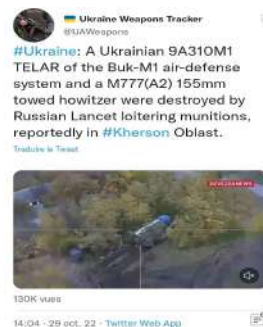 Ukraine Weapons Tracker
@UAWeapons
#Ukraine: A Ukrainian 9A310M1
TELAR of the Buk-M1 air-defense
system and a M777(A2) 155mm
towed howitzer were destroyed by
Russian Lancet loitering munitions,
reportedly in #Kherson Oblast.
Traduire le Tweet
130K vues
14:04 · 29 oct. 22 · Twitter Web App